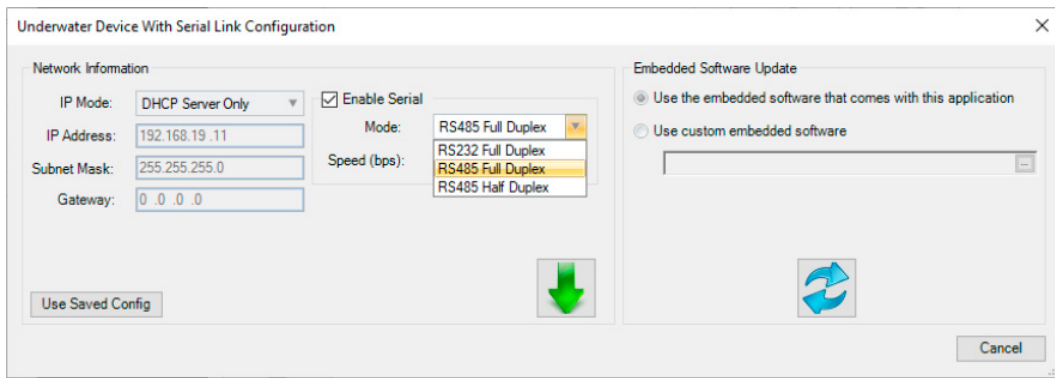 Underwater Device With Serial Link Configuration
Network Information
IP Mode: DHCP Server Only
IP Address: 192.168.19 .11
Subnet Mask: 255.255.255.0
Gateway: 0 .0 .0 .0
Enable Serial
Mode: RS485 Full Duplex
RS232 Full Duplex
Speed (bps):
RS485 Full Duplex
RS485 Half Duplex
Use Saved Config
Embedded Software Update
Use the embedded software that comes with this application
Use custom embedded software
...
Cancel